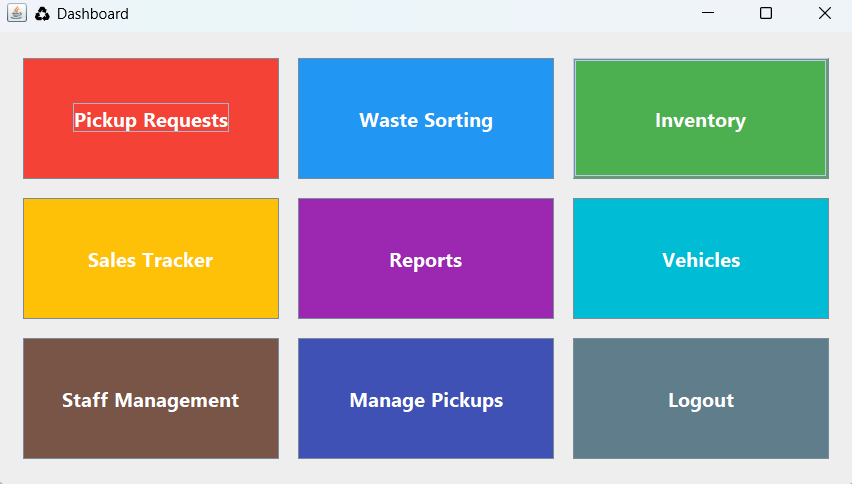 Dashboard
Pickup Requests
Waste Sorting
Inventory
Sales Tracker
Reports
Vehicles
Staff Management
Manage Pickups
Logout